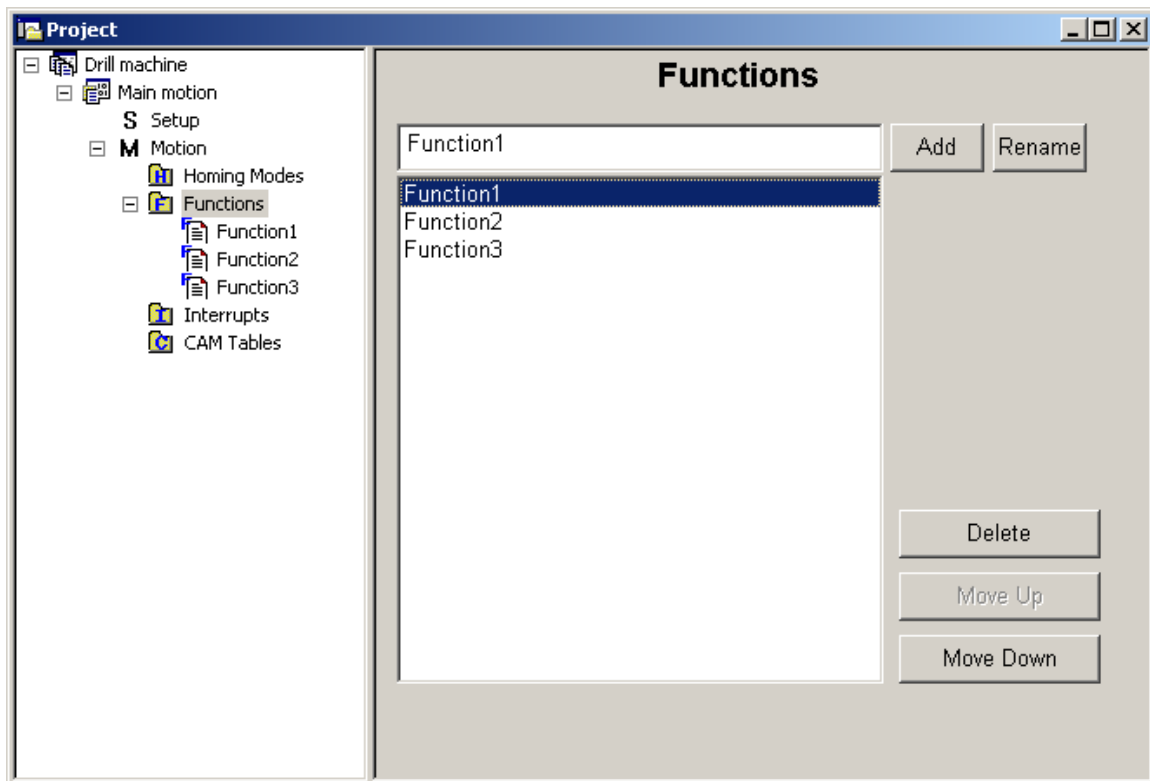 Project
Drill machine
Main motion
S Setup
M Motion
H Homing Modes
F Functions
F Function1
F Function2
F Function3
I Interrupts
C CAM Tables
Functions
Function1
Add
Rename
Function1
Function2
Function3
Delete
Move Up
Move Down